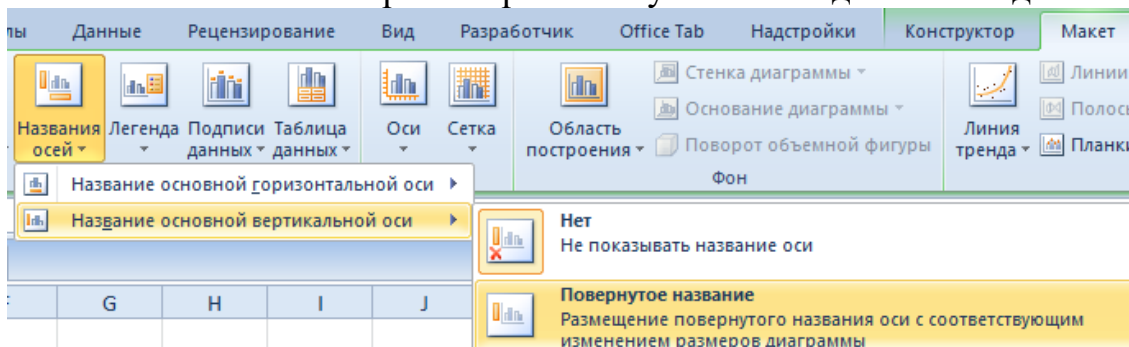 Данные Рецензирование Вид Разработчик Office Tab Надстройки Конструктор Макет
Названия осей Легенда Подписи данных Таблица данных Оси Сетка Область построения
Стенка диаграммы
Основание диаграммы
Поворот объемной фигуры
Фон
Линия тренда
Линии
Планки
Название основной горизонтальной оси
Название основной вертикальной оси
Нет
Не показывать название оси
Повернутое название
Размещение повернутого названия оси с соответствующим
изменением размеров диаграммы
G H I J